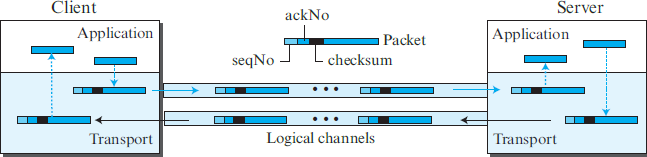 Client
ackNo
Server
Application
Packet
Application
seqNo
checksum
Transport
Logical channels
Transport